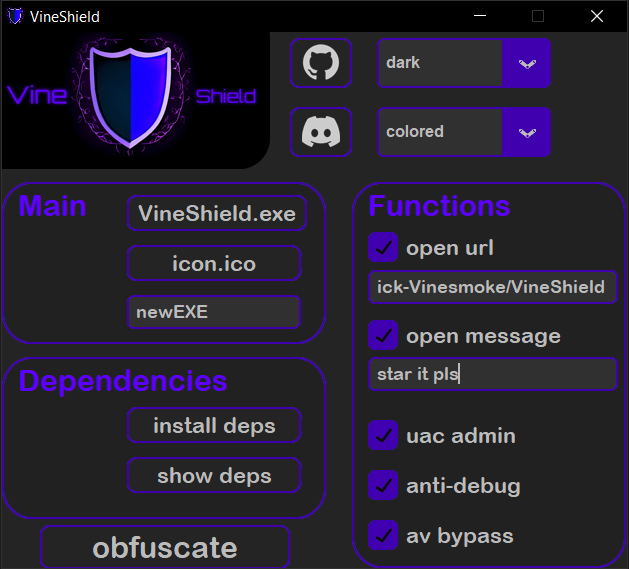 VineShield
Vine Shield
dark
colored
Main
VineShield.exe
icon.ico
newEXE
Dependencies
install deps
show deps
obfuscate
Functions
open url
ick-Vinesmoke/VineShield
open message
star it pls
uac admin
anti-debug
av bypass